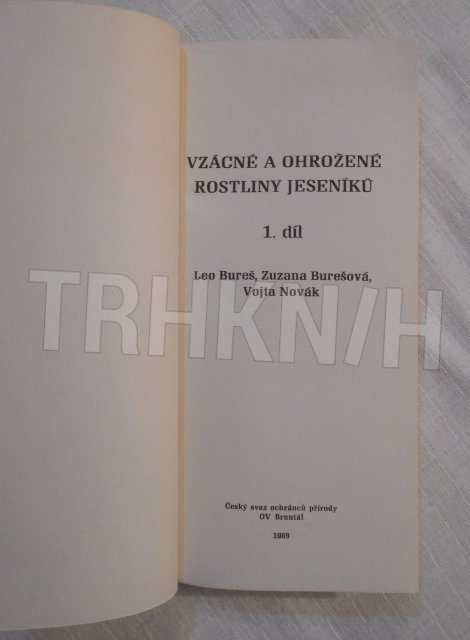 VZÁCNÉ A OHROŽENÉ
ROSTLINY JESENÍKŮ
1. díl
Leo Bureš, Zuzana Burešová,
Vojta Novák
TRHKNIH
Český svaz ochránců přírody
OV Bruntál
1989